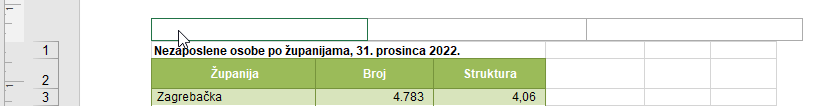 1 Nezaposlene osobe po županijama, 31. prosinca 2022.
2 Županija Broj Struktura
3 Zagrebačka 4.783 4,06